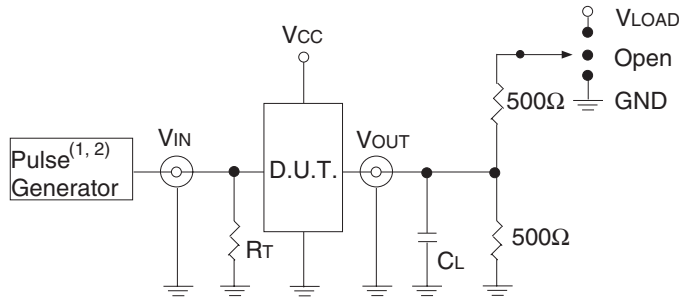 VLOAD
VCC
Open
500Ω
GND
VIN
VOUT
Pulse(1, 2)
Generator
D.U.T.
RT
CL
500Ω